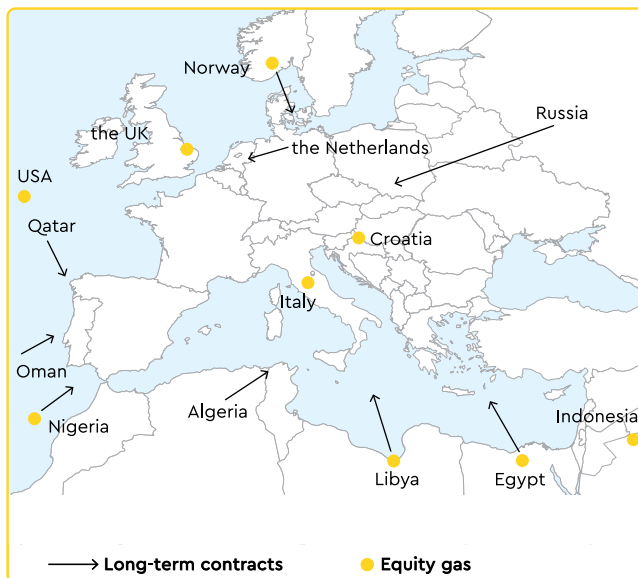 Norway
Russia
the UK
the Netherlands
USA
Qatar
Croatia
Italy
Oman
Algeria
Indonesia
Nigeria
Libya
Egypt
Long-term contracts
Equity gas